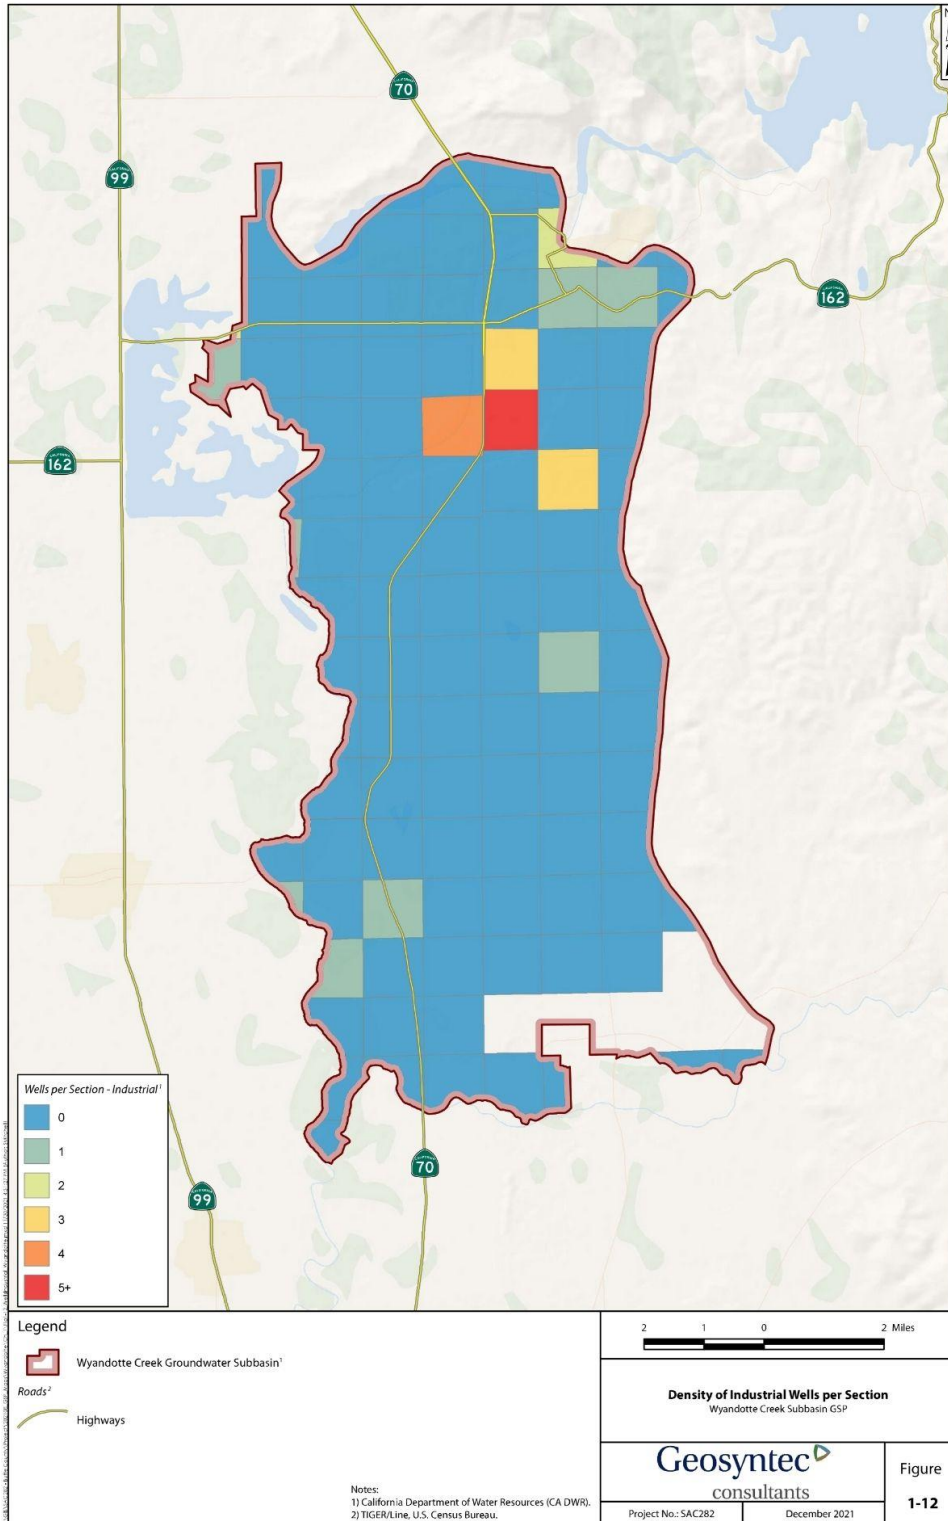 70
CALIFORNIA
99
CALIFORNIA
162
162
70
99
Wells per Section - Industrial¹
0
1
2
3
4
5+
Legend
Wyandotte Creek Groundwater Subbasin¹
Roads²
Highways
Notes:
1) California Department of Water Resources (CA DWR).
2) TIGER/Line, U.S. Census Bureau.
2 1 0 2 Miles
Density of Industrial Wells per Section
Wyandotte Creek Subbasin GSP
Geosyntec
consultants
Project No.: SAC282
December 2021
Figure
1-12